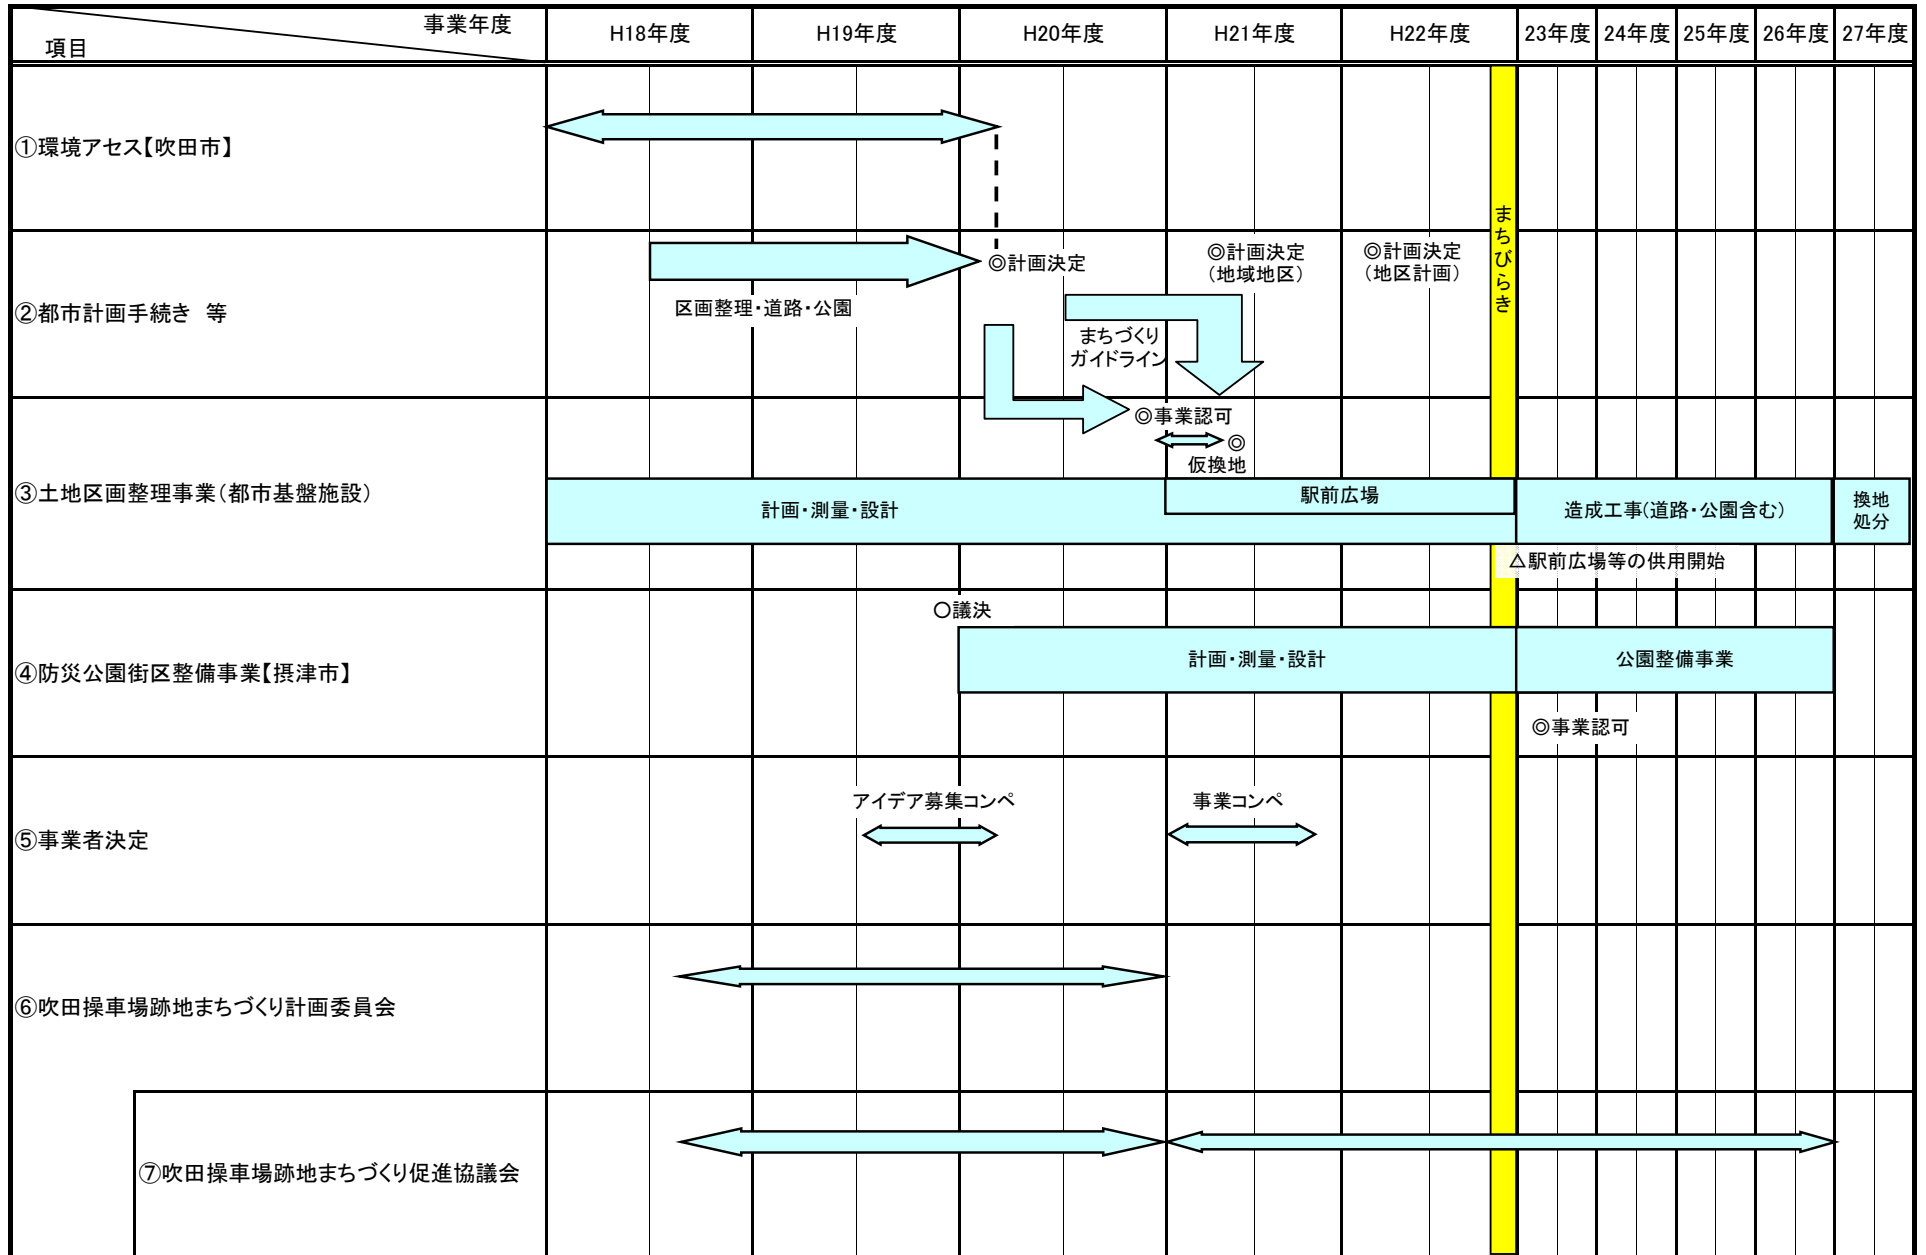 事業年度
項目
H18年度
H19年度
H20年度
H21年度
H22年度
23年度
24年度
25年度
26年度
27年度
①環境アセス【吹田市】
まちびらき
②都市計画手続き 等
区画整理・道路・公園
◎計画決定
◎計画決定
(地域地区)
◎計画決定
(地区計画)
まちづくり
ガイドライン
③土地区画整理事業(都市基盤施設)
◎事業認可
◎
仮換地
計画・測量・設計
駅前広場
造成工事(道路・公園含む)
換地
処分
△駅前広場等の供用開始
④防災公園街区整備事業【摂津市】
○議決
計画・測量・設計
公園整備事業
◎事業認可
⑤事業者決定
アイデア募集コンペ
事業コンペ
⑥吹田操車場跡地まちづくり計画委員会
⑦吹田操車場跡地まちづくり促進協議会